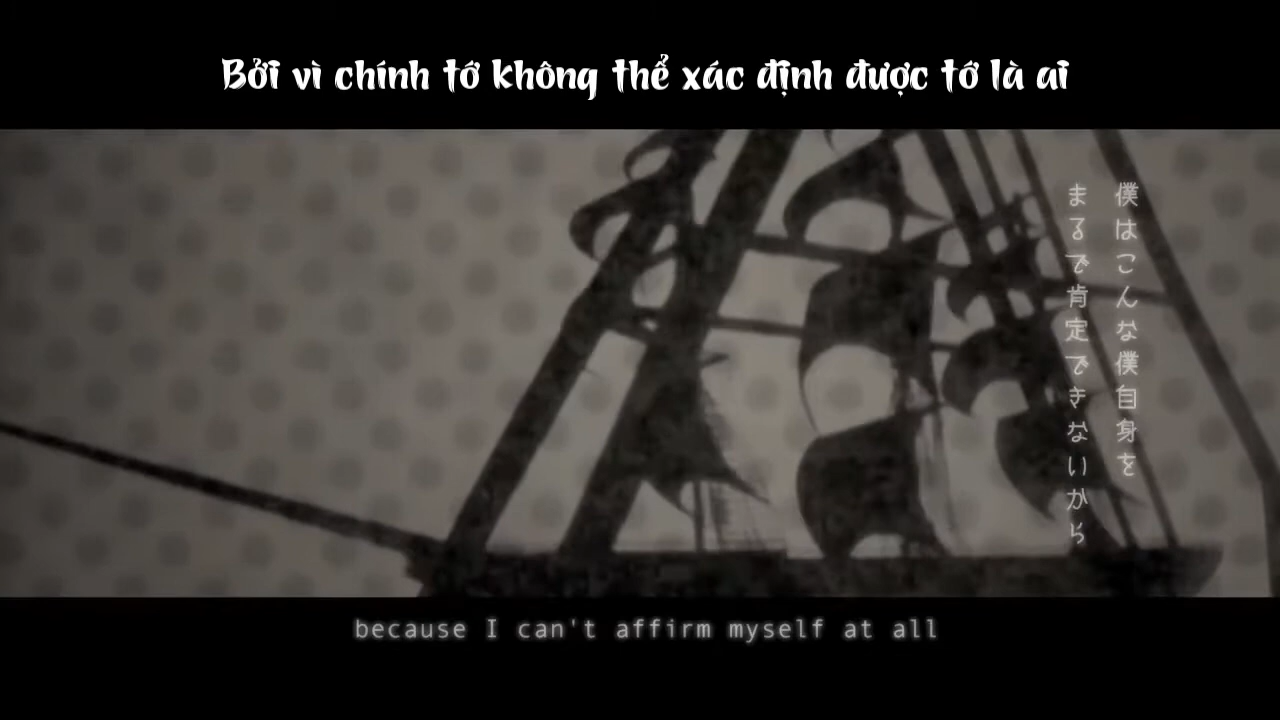 Bởi vì chính tớ không thể xác định được tớ là ai
僕はこんな僕自身を
まるで肯定できないから
because I can't affirm myself at all